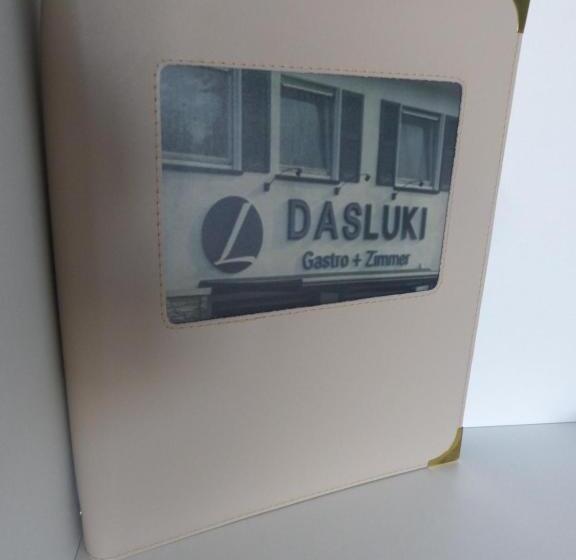 L
DASLUKI
Gastro + Zimmer